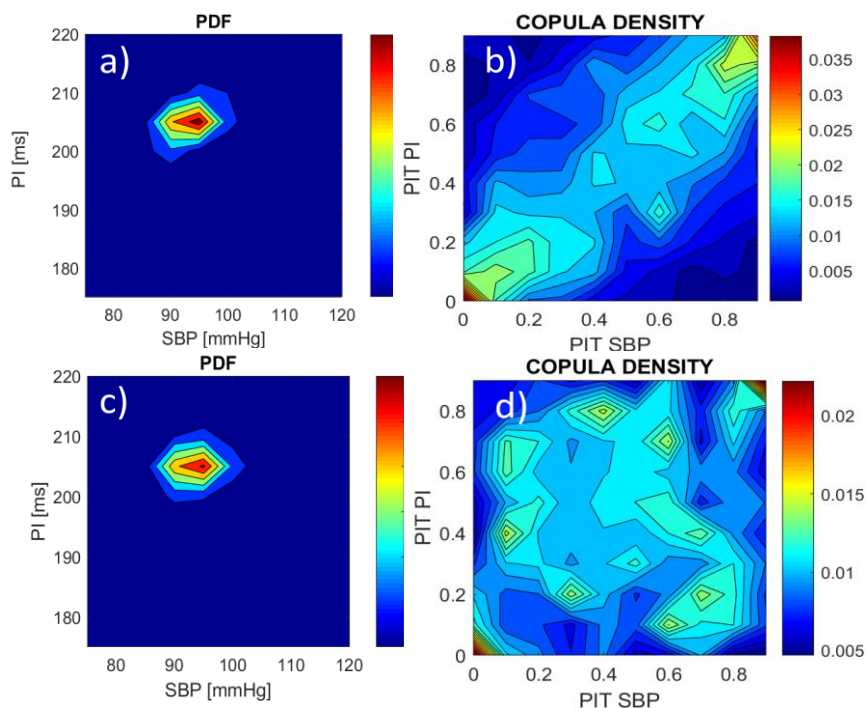 PDF
a)
220
210
200
190
180
PI [ms]
80 90 100 110 120
SBP [mmHg]
COPULA DENSITY
b)
0.8
0.6
0.4
0.2
0
PIT PI
0 0.2 0.4 0.6 0.8
PIT SBP
0.035
0.03
0.025
0.02
0.015
0.01
0.005
PDF
c)
220
210
200
190
180
PI [ms]
80 90 100 110 120
SBP [mmHg]
COPULA DENSITY
d)
0.8
0.6
0.4
0.2
0
PIT PI
0 0.2 0.4 0.6 0.8
PIT SBP
0.02
0.015
0.01
0.005